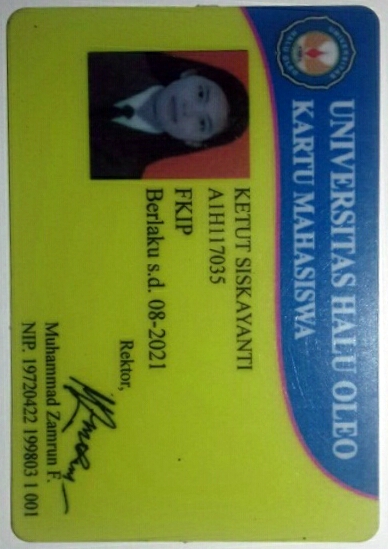 UNIVERSITAS HALU OLEO
KARTU MAHASISWA
KETUT SISKAYANTI
A1H117035
FKIP
Berlaku s.d. 08-2021
Rektor,
Muhammad Zamrun F.
NIP. 19720422 199803 1 001